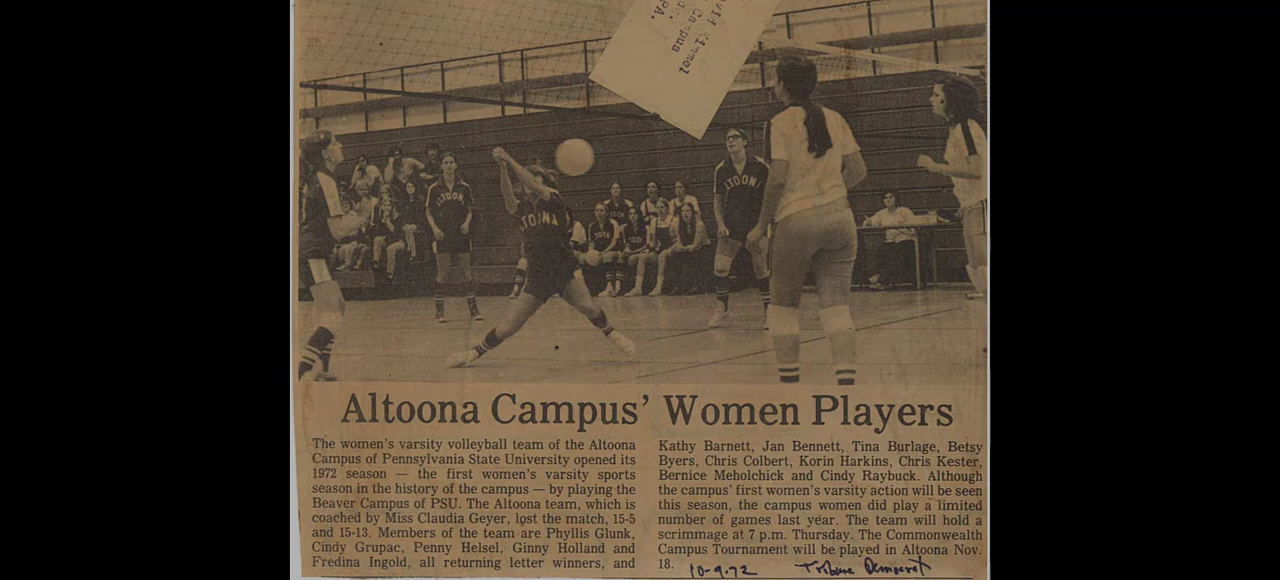 Campus
PA.
ALTOONA
TOONA
ALTOONA
Altoona Campus' Women Players
The women's varsity volleyball team of the Altoona
Campus of Pennsylvania State University opened its
1972 season — the first women's varsity sports
season in the history of the campus — by playing the
Beaver Campus of PSU. The Altoona team, which is
coached by Miss Claudia Geyer, lost the match, 15-5
and 15-13. Members of the team are Phyllis Glunk,
Cindy Grupac, Penny Helsel, Ginny Holland and
Fredina Ingold, all returning letter winners, and
Kathy Barnett, Jan Bennett, Tina Burlage, Betsy
Byers, Chris Colbert, Korin Harkins, Chris Kester,
Bernice Meholchick and Cindy Raybuck. Although
the campus' first women's varsity action will be seen
this season, the campus women did play a limited
number of games last year. The team will hold a
scrimmage at 7 p.m. Thursday. The Commonwealth
Campus Tournament will be played in Altoona Nov.
18.
10-9-72 Tribune Democrat